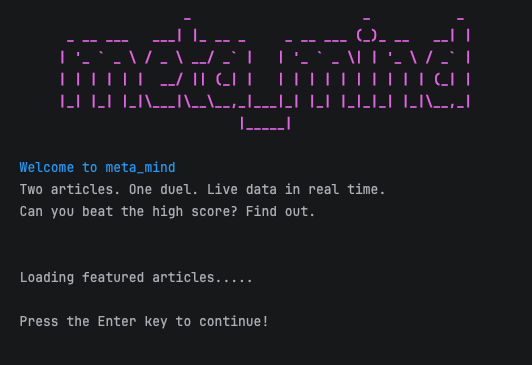 meta_mind
Welcome to meta_mind
Two articles. One duel. Live data in real time.
Can you beat the high score? Find out.
Loading featured articles.....
Press the Enter key to continue!